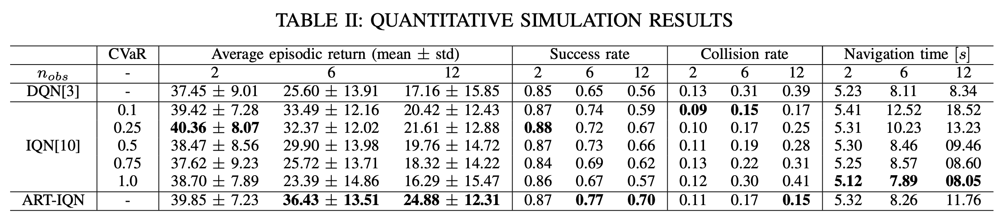 TABLE II: QUANTITATIVE SIMULATION RESULTS
CVaR Average episodic return (mean ± std) Success rate Collision rate Navigation time [s]
n_obs - 2 6 12 2 6 12 2 6 12 2 6 12
DQN[3] - 37.45 ± 9.01 25.60 ± 13.91 17.16 ± 15.85 0.85 0.65 0.56 0.13 0.31 0.39 5.23 8.11 8.34
0.1 39.42 ± 7.28 33.49 ± 12.16 20.42 ± 12.43 0.87 0.74 0.59 0.09 0.15 0.17 5.41 12.52 18.52
0.25 40.36 ± 8.07 32.37 ± 12.02 21.61 ± 12.88 0.88 0.72 0.67 0.10 0.17 0.25 5.31 10.23 13.23
IQN[10] 0.5 38.47 ± 8.56 29.90 ± 13.98 19.76 ± 14.72 0.87 0.73 0.66 0.11 0.19 0.28 5.30 8.46 09.46
0.75 37.62 ± 9.23 25.72 ± 13.71 18.32 ± 14.22 0.84 0.69 0.62 0.13 0.22 0.31 5.25 8.57 08.60
1.0 38.70 ± 7.89 23.39 ± 14.86 16.29 ± 15.47 0.86 0.67 0.57 0.12 0.30 0.41 5.12 7.89 08.05
ART-IQN - 39.85 ± 7.23 36.43 ± 13.51 24.88 ± 12.31 0.87 0.77 0.70 0.11 0.17 0.15 5.32 8.26 11.76